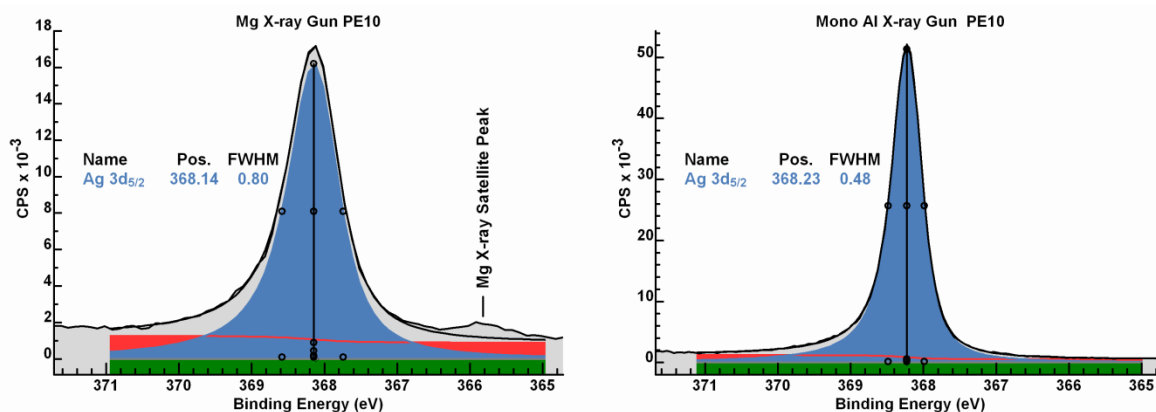 Mg X-ray Gun PE10
18
16
14
12
10
8
6
4
2
0
CPS x 10⁻³
Name Pos. FWHM
Ag 3d₅/₂ 368.14 0.80
Mg X-ray Satellite Peak
371 370 369 368 367 366 365
Binding Energy (eV)
Mono Al X-ray Gun PE10
50
40
30
20
10
0
CPS x 10⁻³
Name Pos. FWHM
Ag 3d₅/₂ 368.23 0.48
371 370 369 368 367 366 365
Binding Energy (eV)